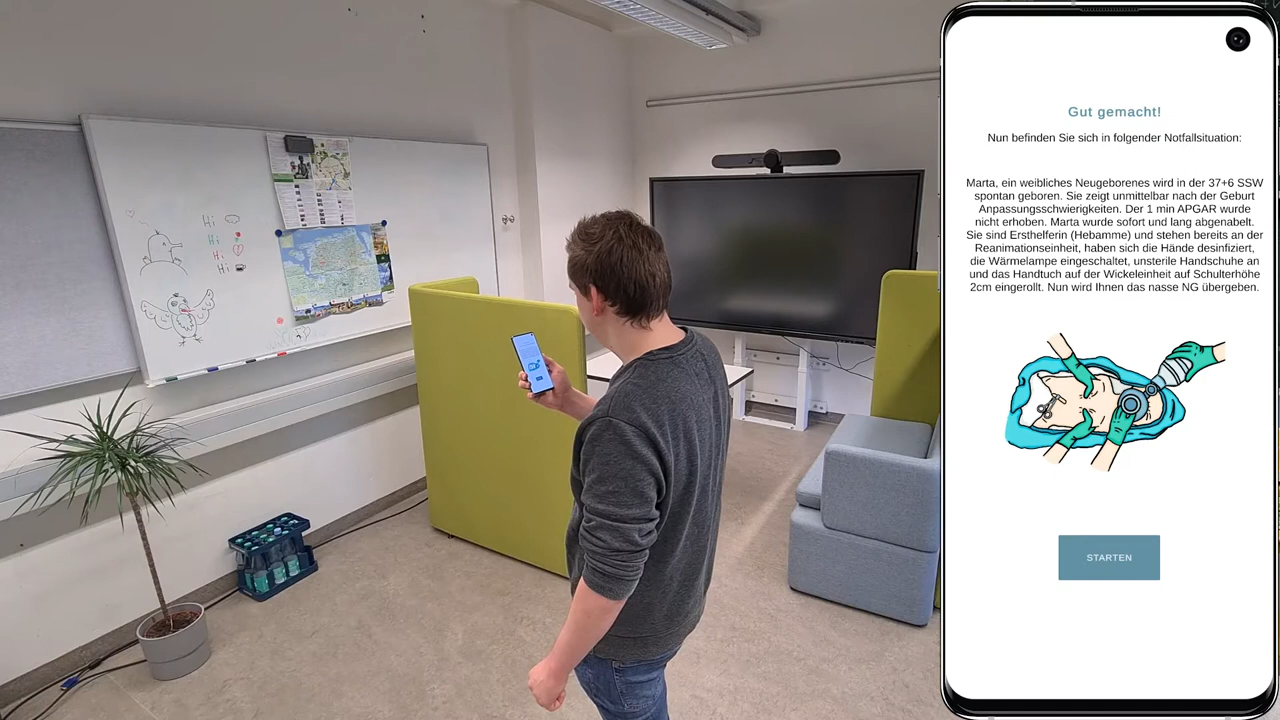 Hi
Hi
Hi
Hi
Gut gemacht!
Nun befinden Sie sich in folgender Notfallsituation:
Marta, ein weibliches Neugeborenes wird in der 37+6 SSW
spontan geboren. Sie zeigt unmittelbar nach der Geburt
Anpassungsschwierigkeiten. Der 1 min APGAR wurde
nicht erhoben. Marta wurde sofort und lang abgenabelt.
Sie sind Ersthelferin (Hebamme) und stehen bereits an der
Reanimationseinheit, haben sich die Hände desinfiziert,
die Wärmelampe eingeschaltet, unsterile Handschuhe an
und das Handtuch auf der Wickeleinheit auf Schulterhöhe
2cm eingerollt. Nun wird Ihnen das nasse NG übergeben.
STARTEN